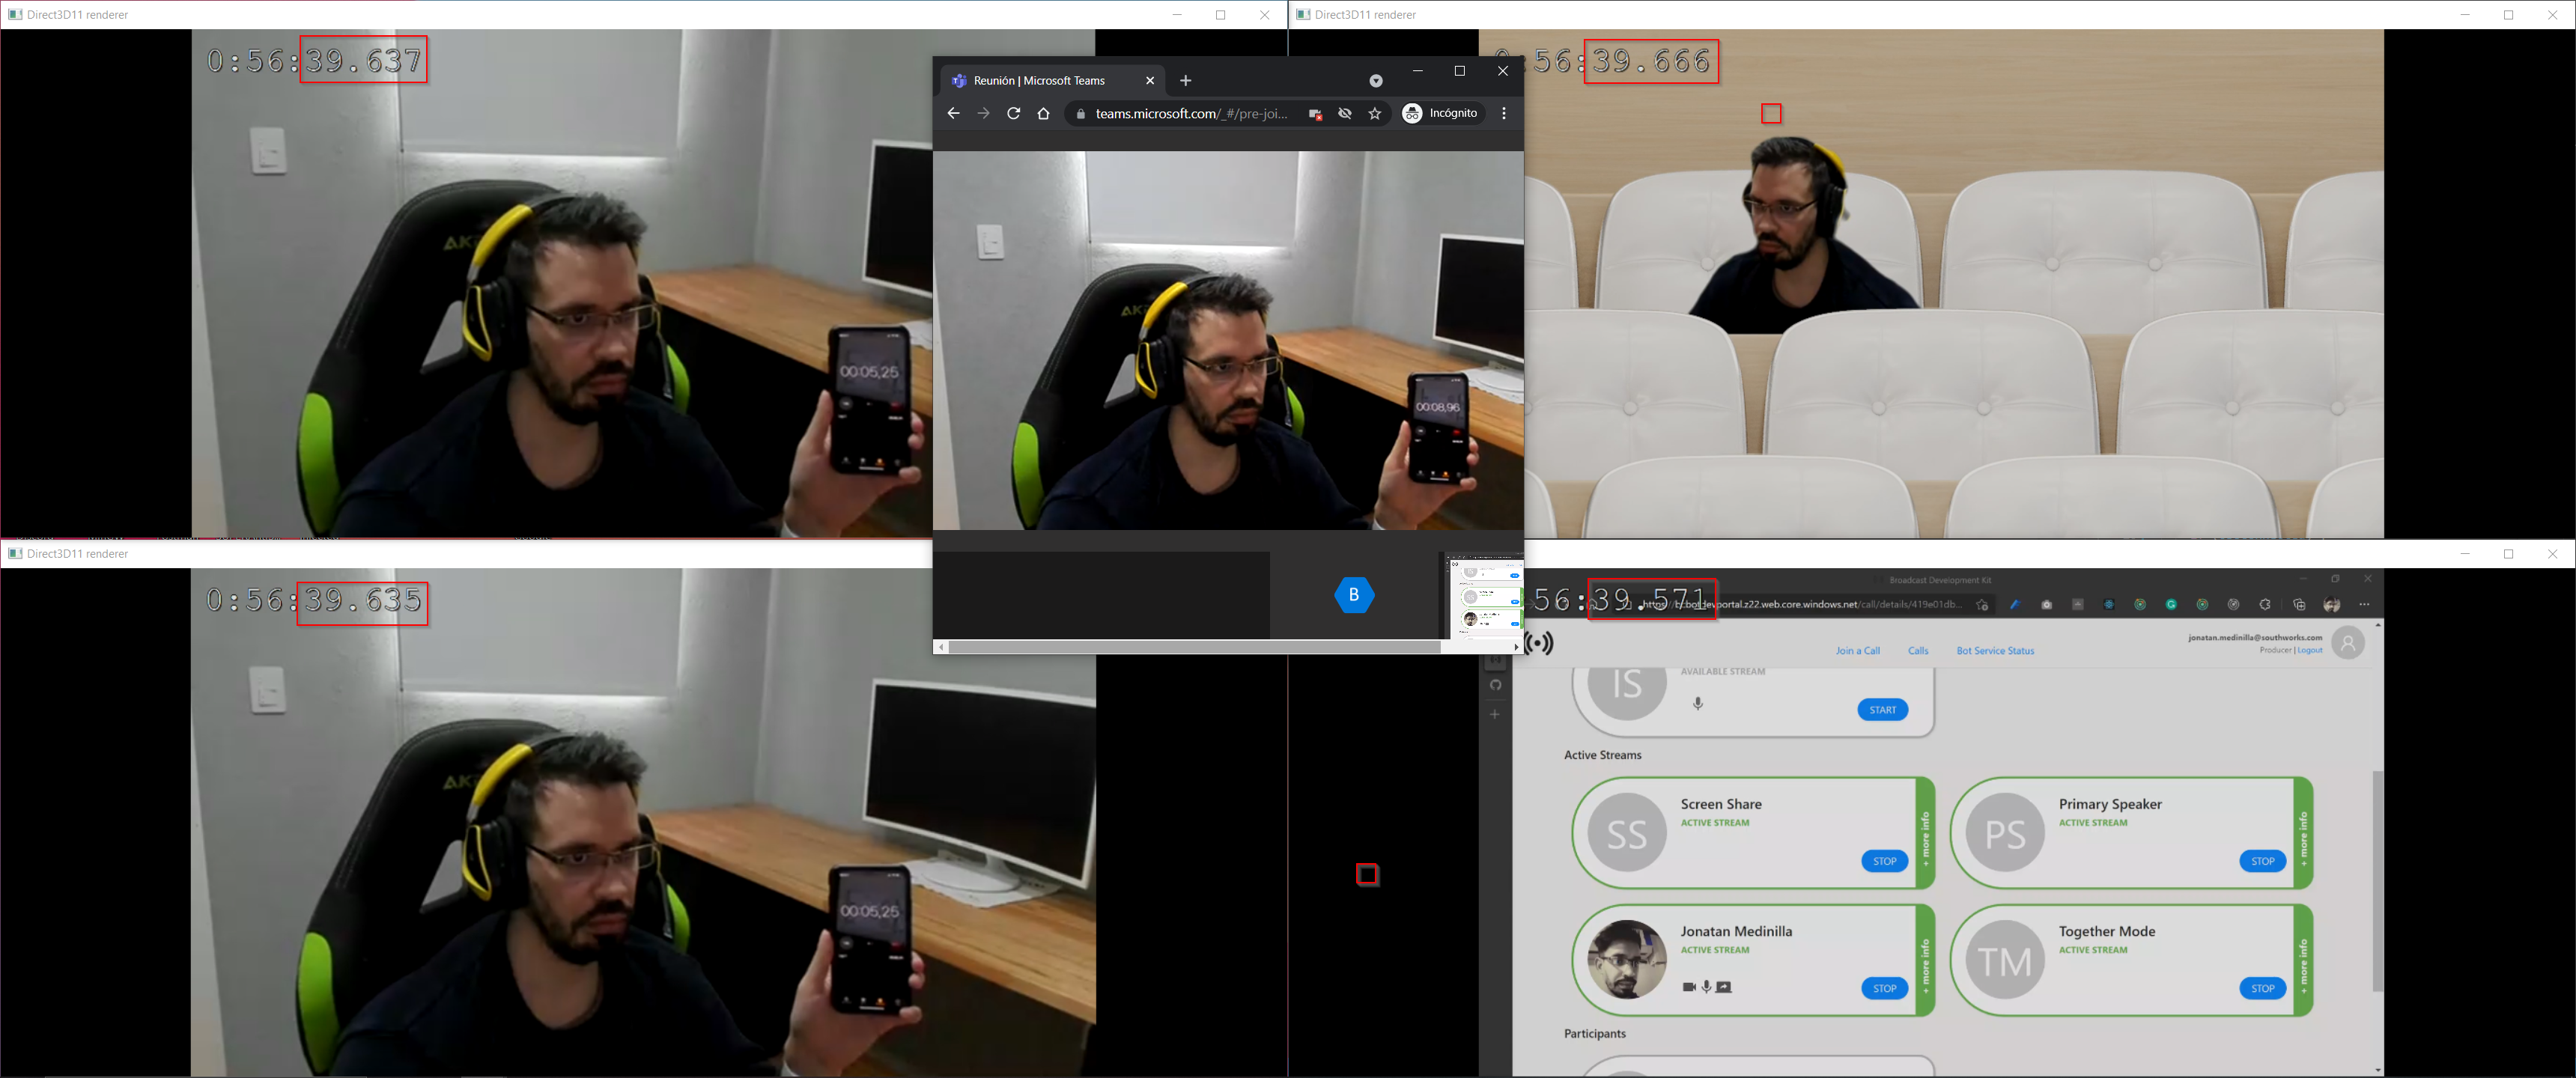 Direct3D11 renderer
0:56:39.637
AK
00:05,25
Reunión | Microsoft Teams
teams.microsoft.com/_#/pre-joi...
Incógnito
AK
00:08,96
B
Direct3D11 renderer
:56:39.666
Direct3D11 renderer
0:56:39.635
AK
00:05,25
Broadcast Development Kit
56:39.571
jonatan.medinilla@southworks.com
Producer | Logout
Join a Call
Calls
Bot Service Status
IS
AVAILABLE STREAM
START
Active Streams
SS
Screen Share
ACTIVE STREAM
STOP
+ more info
PS
Primary Speaker
ACTIVE STREAM
STOP
+ more info
Jonatan Medinilla
ACTIVE STREAM
STOP
+ more info
TM
Together Mode
ACTIVE STREAM
STOP
+ more info
Participants